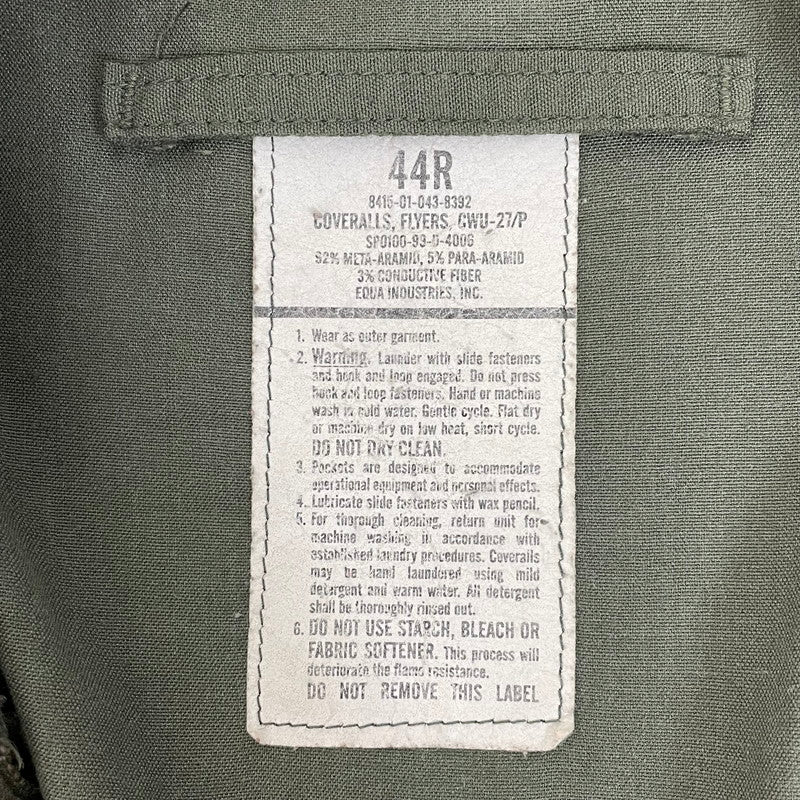 44R
8415-01-043-8392
COVERALLS, FLYERS, CWU-27/P
SP0100-99-D-4006
92% META-ARAMID, 5% PARA-ARAMID
3% CONDUCTIVE FIBER
EQUA INDUSTRIES, INC.
1. Wear as outer garment.
2. Warning. Launder with slide fasteners
and hook and loop engaged. Do not press
hook and loop fasteners. Hand or machine
wash in cold water. Gentle cycle. Flat dry
or machine dry on low heat, short cycle.
DO NOT DRY CLEAN.
3. Pockets are designed to accommodate
operational equipment and personal effects.
4. Lubricate slide fasteners with wax pencil.
5. For thorough cleaning, return unit for
machine washing in accordance with
established laundry procedures. Coveralls
may be hand laundered using mild
detergent and warm water. All detergent
shall be thoroughly rinsed out.
6. DO NOT USE STARCH, BLEACH OR
FABRIC SOFTENER. This process will
deteriorate the flame resistance.
DO NOT REMOVE THIS LABEL